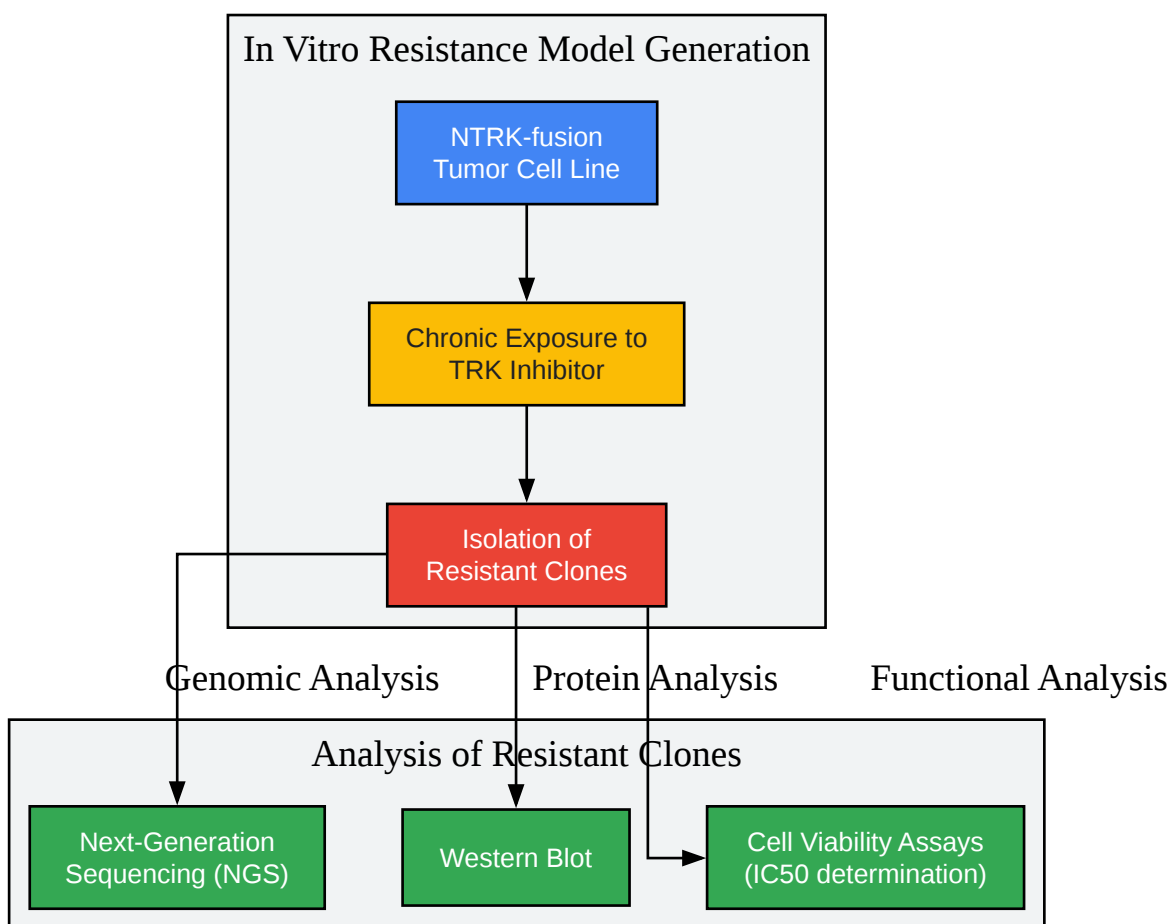 In Vitro Resistance Model Generation
NTRK-fusion
Tumor Cell Line
Chronic Exposure to
TRK Inhibitor
Isolation of
Resistant Clones
Genomic Analysis
Protein Analysis
Functional Analysis
Analysis of Resistant Clones
Next-Generation
Sequencing (NGS)
Western Blot
Cell Viability Assays
(IC50 determination)